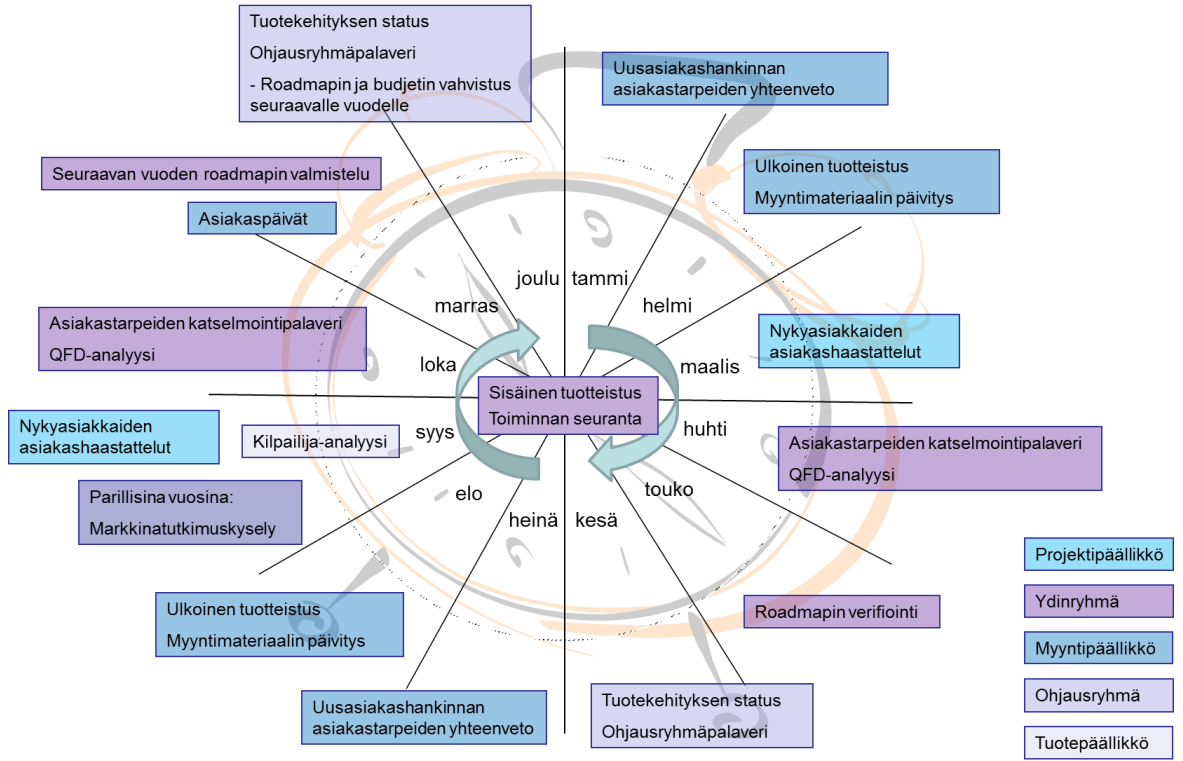 Tuotekehityksen status
Ohjausryhmäpalaveri
- Roadmapin ja budjetin vahvistus
seuraavalle vuodelle
Uusasiakashankinnan
asiakastarpeiden yhteenveto
Seuraavan vuoden roadmapin valmistelu
Ulkoinen tuotteistus
Myyntimateriaalin päivitys
Asiakaspäivät
joulu
tammi
marras
helmi
Asiakastarpeiden katselmointipalaveri
QFD-analyysi
Nykyasiakkaiden
asiakashaastattelut
loka
maalis
Sisäinen tuotteistus
Toiminnan seuranta
Nykyasiakkaiden
asiakashaastattelut
Kilpailija-analyysi
syys
huhti
Asiakastarpeiden katselmointipalaveri
QFD-analyysi
Parillisina vuosina:
Markkinatutkimuskysely
elo
touko
heinä
kesä
Projektipäällikkö
Ulkoinen tuotteistus
Myyntimateriaalin päivitys
Roadmapin verifiointi
Ydinryhmä
Myyntipäällikkö
Uusasiakashankinnan
asiakastarpeiden yhteenveto
Tuotekehityksen status
Ohjausryhmäpalaveri
Ohjausryhmä
Tuotepäällikkö